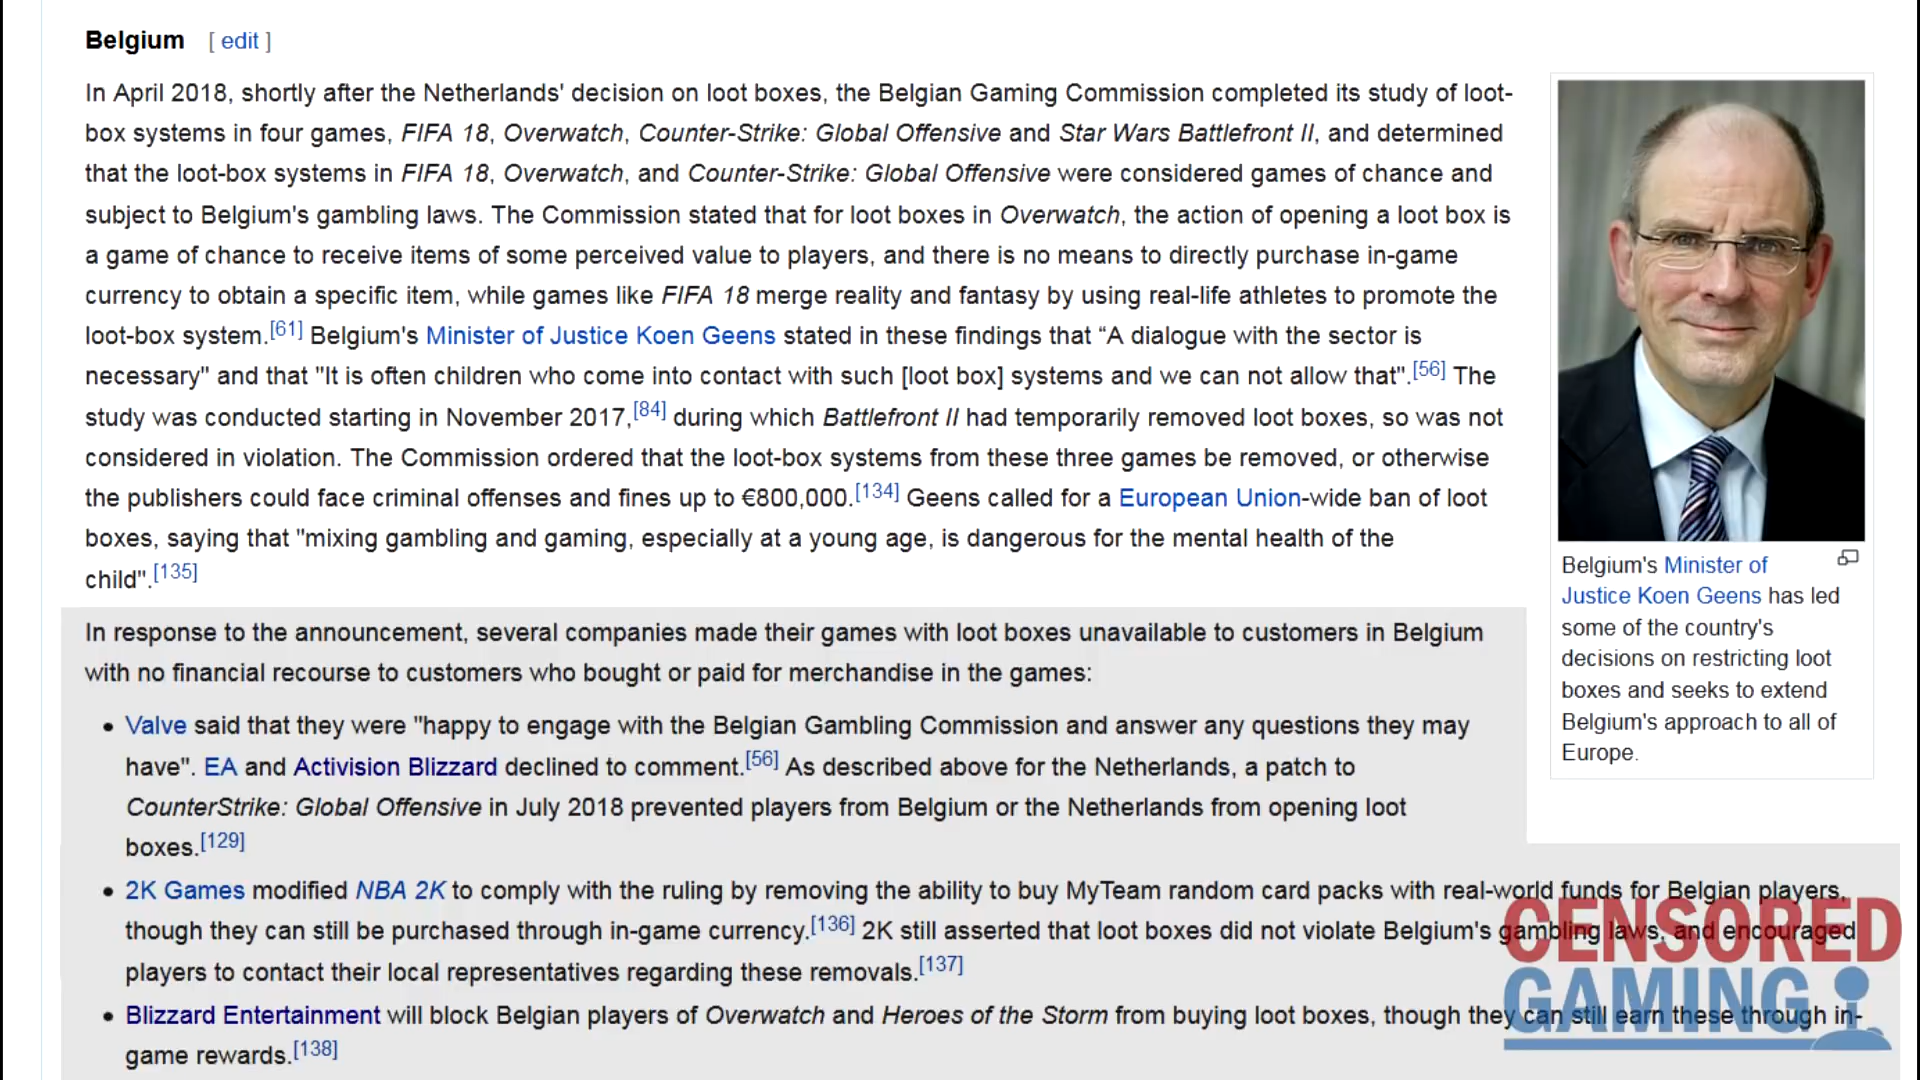 Belgium [ edit ]
In April 2018, shortly after the Netherlands' decision on loot boxes, the Belgian Gaming Commission completed its study of loot-
box systems in four games, FIFA 18, Overwatch, Counter-Strike: Global Offensive and Star Wars Battlefront II, and determined
that the loot-box systems in FIFA 18, Overwatch, and Counter-Strike: Global Offensive were considered games of chance and
subject to Belgium's gambling laws. The Commission stated that for loot boxes in Overwatch, the action of opening a loot box is
a game of chance to receive items of some perceived value to players, and there is no means to directly purchase in-game
currency to obtain a specific item, while games like FIFA 18 merge reality and fantasy by using real-life athletes to promote the
loot-box system.[61] Belgium's Minister of Justice Koen Geens stated in these findings that “A dialogue with the sector is
necessary" and that "It is often children who come into contact with such [loot box] systems and we can not allow that".[56] The
study was conducted starting in November 2017,[84] during which Battlefront II had temporarily removed loot boxes, so was not
considered in violation. The Commission ordered that the loot-box systems from these three games be removed, or otherwise
the publishers could face criminal offenses and fines up to €800,000.[134] Geens called for a European Union-wide ban of loot
boxes, saying that "mixing gambling and gaming, especially at a young age, is dangerous for the mental health of the
child".[135]
Belgium's Minister of
Justice Koen Geens has led
some of the country's
decisions on restricting loot
boxes and seeks to extend
Belgium's approach to all of
Europe.
In response to the announcement, several companies made their games with loot boxes unavailable to customers in Belgium
with no financial recourse to customers who bought or paid for merchandise in the games:
• Valve said that they were "happy to engage with the Belgian Gambling Commission and answer any questions they may
have". EA and Activision Blizzard declined to comment.[56] As described above for the Netherlands, a patch to
CounterStrike: Global Offensive in July 2018 prevented players from Belgium or the Netherlands from opening loot
boxes.[129]
• 2K Games modified NBA 2K to comply with the ruling by removing the ability to buy MyTeam random card packs with real-world funds for Belgian players,
though they can still be purchased through in-game currency.[136] 2K still asserted that loot boxes did not violate Belgium's gambling laws, and encouraged
players to contact their local representatives regarding these removals.[137]
• Blizzard Entertainment will block Belgian players of Overwatch and Heroes of the Storm from buying loot boxes, though they can still earn these through in-
game rewards.[138]
CENSORED
GAMING